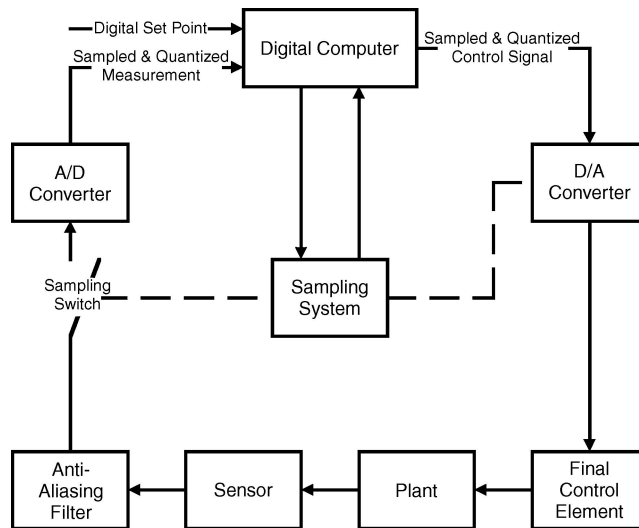 Digital Set Point
Sampled & Quantized
Measurement
Digital Computer
Sampled & Quantized
Control Signal
A/D
Converter
D/A
Converter
Sampling
Switch
Sampling
System
Anti-
Aliasing
Filter
Sensor
Plant
Final
Control
Element